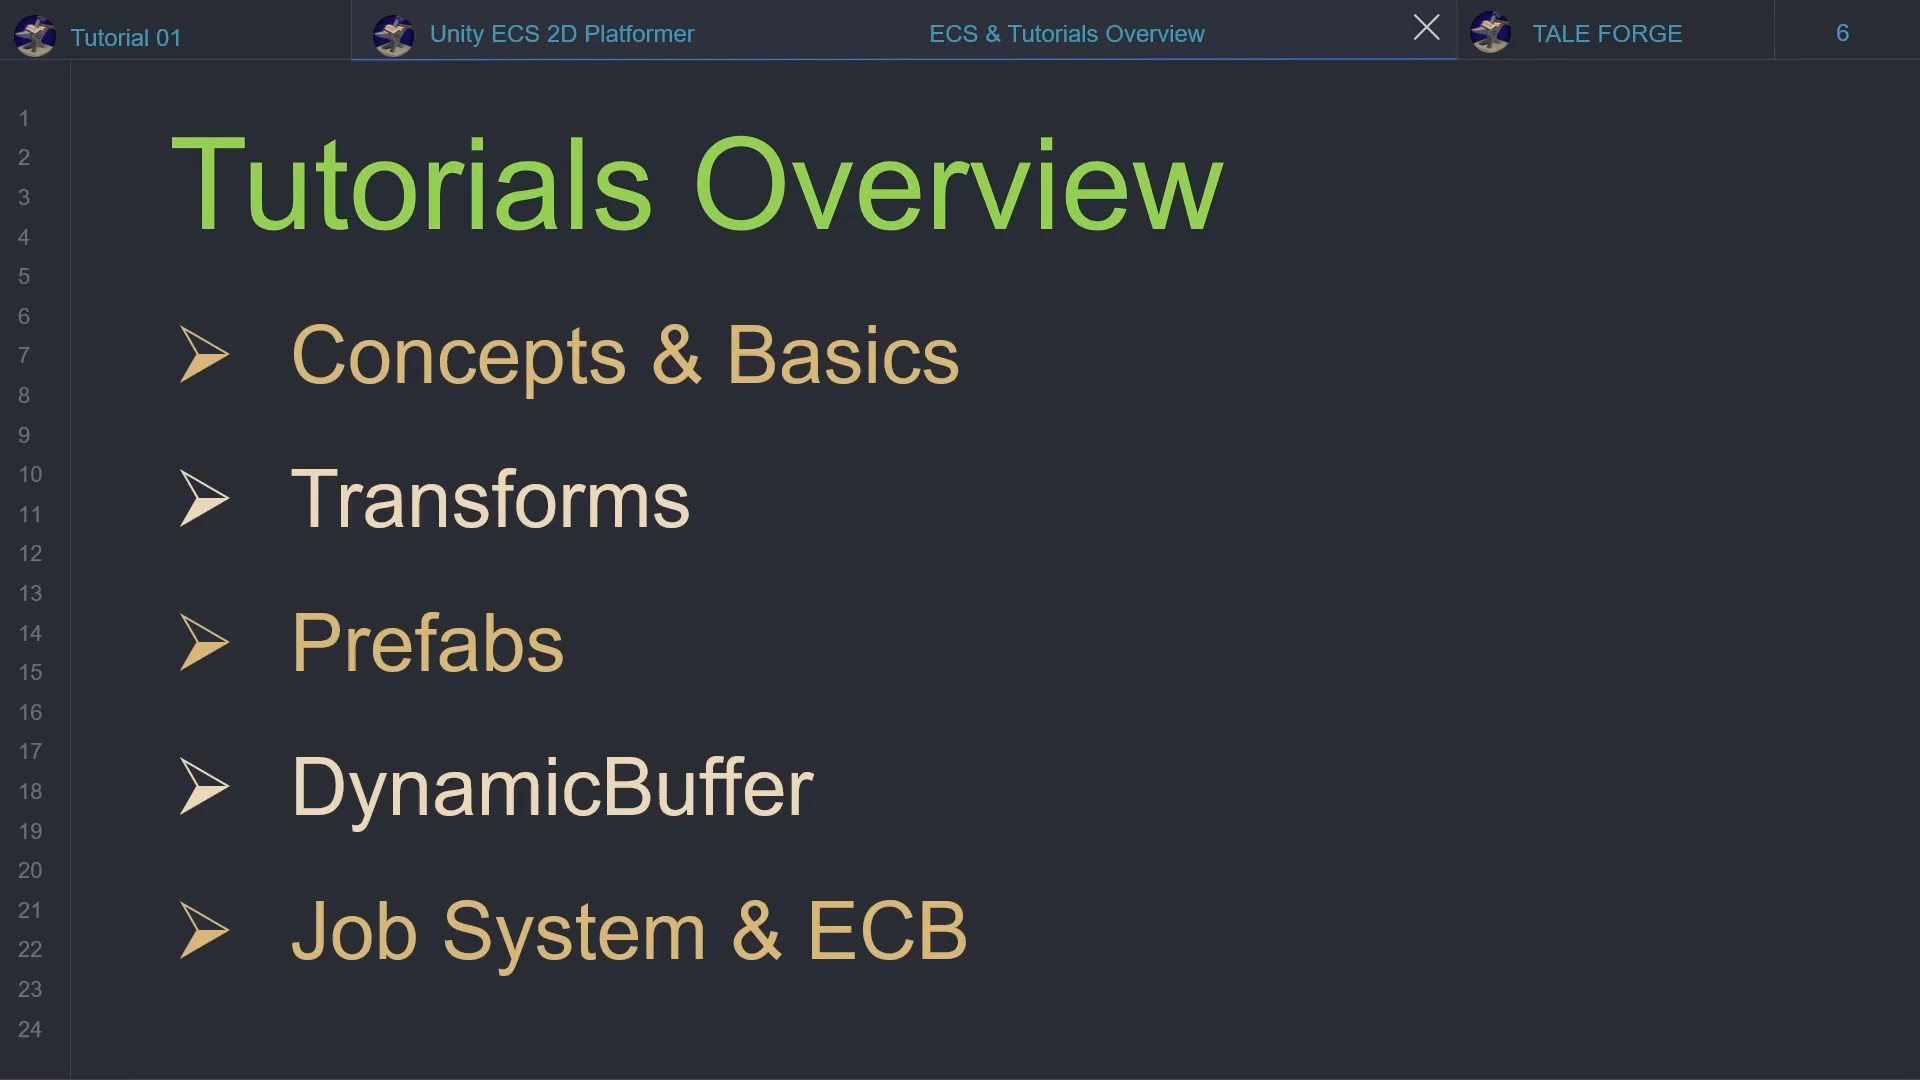 Tutorial 01
Unity ECS 2D Platformer
ECS & Tutorials Overview
TALE FORGE
6
1
2
3
4
5
6
7
8
9
10
11
12
13
14
15
16
17
18
19
20
21
22
23
24
Tutorials Overview
Concepts & Basics
Transforms
Prefabs
DynamicBuffer
Job System & ECB